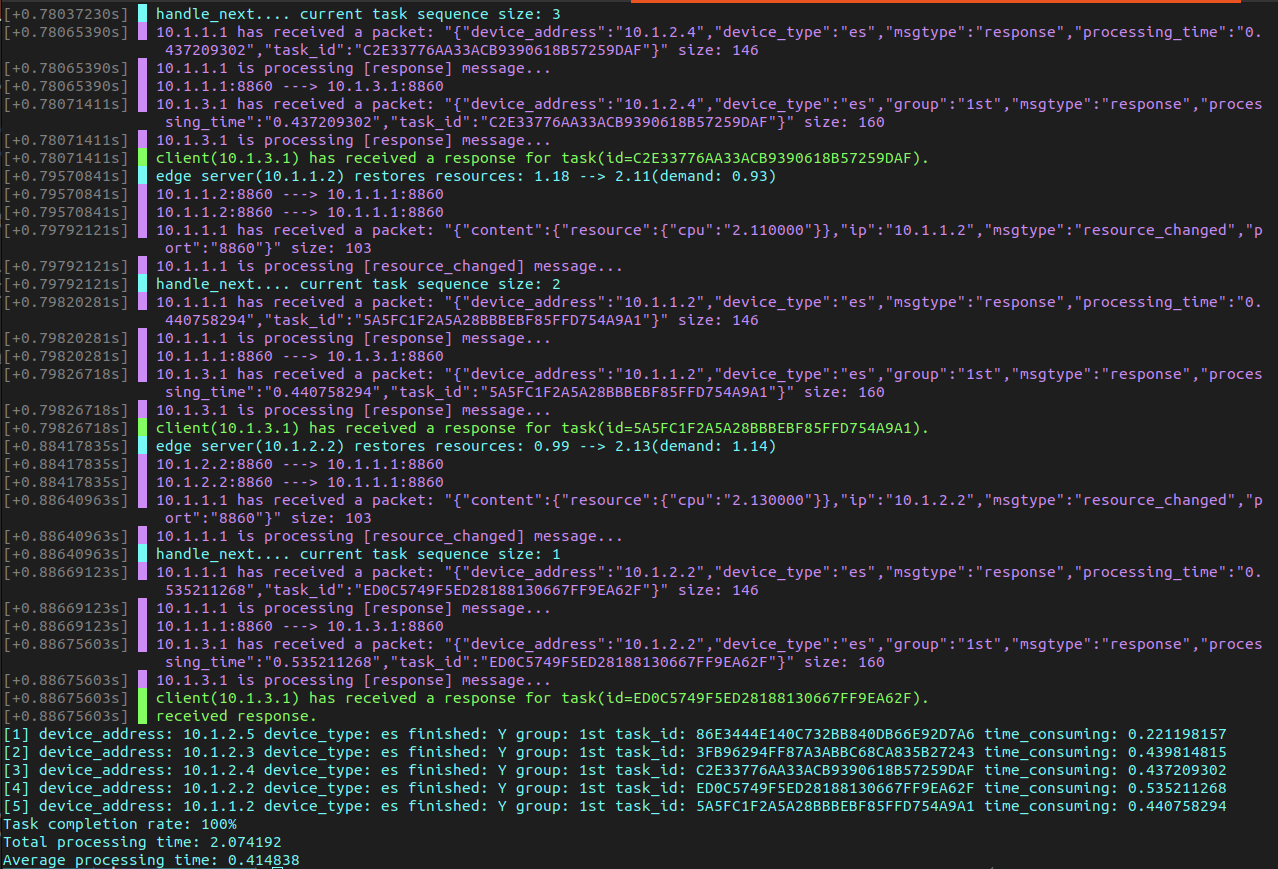 [+0.78037230s] handle_next.... current task sequence size: 3
[+0.78065390s] 10.1.1.1 has received a packet: "{"device_address":"10.1.2.4","device_type":"es","msgtype":"response","processing_time":"0.
437209302","task_id":"C2E33776AA33ACB9390618B57259DAF"}" size: 146
[+0.78065390s] 10.1.1.1 is processing [response] message...
[+0.78065390s] 10.1.1.1:8860 ---> 10.1.3.1:8860
[+0.78071411s] 10.1.3.1 has received a packet: "{"device_address":"10.1.2.4","device_type":"es","group":"1st","msgtype":"response","proces
sing_time":"0.437209302","task_id":"C2E33776AA33ACB9390618B57259DAF"}" size: 160
[+0.78071411s] 10.1.3.1 is processing [response] message...
[+0.78071411s] client(10.1.3.1) has received a response for task(id=C2E33776AA33ACB9390618B57259DAF).
[+0.79570841s] edge server(10.1.1.2) restores resources: 1.18 --> 2.11(demand: 0.93)
[+0.79570841s] 10.1.1.2:8860 ---> 10.1.1.1:8860
[+0.79570841s] 10.1.1.2:8860 ---> 10.1.1.1:8860
[+0.79792121s] 10.1.1.1 has received a packet: "{"content":{"resource":{"cpu":"2.110000"}},"ip":"10.1.1.2","msgtype":"resource_changed","p
ort":"8860"}" size: 103
[+0.79792121s] 10.1.1.1 is processing [resource_changed] message...
[+0.79792121s] handle_next.... current task sequence size: 2
[+0.79820281s] 10.1.1.1 has received a packet: "{"device_address":"10.1.1.2","device_type":"es","msgtype":"response","processing_time":"0.
440758294","task_id":"5A5FC1F2A5A28BBBEBF85FFD754A9A1"}" size: 146
[+0.79820281s] 10.1.1.1 is processing [response] message...
[+0.79820281s] 10.1.1.1:8860 ---> 10.1.3.1:8860
[+0.79826718s] 10.1.3.1 has received a packet: "{"device_address":"10.1.1.2","device_type":"es","group":"1st","msgtype":"response","proces
sing_time":"0.440758294","task_id":"5A5FC1F2A5A28BBBEBF85FFD754A9A1"}" size: 160
[+0.79826718s] 10.1.3.1 is processing [response] message...
[+0.79826718s] client(10.1.3.1) has received a response for task(id=5A5FC1F2A5A28BBBEBF85FFD754A9A1).
[+0.88417835s] edge server(10.1.2.2) restores resources: 0.99 --> 2.13(demand: 1.14)
[+0.88417835s] 10.1.2.2:8860 ---> 10.1.1.1:8860
[+0.88417835s] 10.1.2.2:8860 ---> 10.1.1.1:8860
[+0.88640963s] 10.1.1.1 has received a packet: "{"content":{"resource":{"cpu":"2.130000"}},"ip":"10.1.2.2","msgtype":"resource_changed","p
ort":"8860"}" size: 103
[+0.88640963s] 10.1.1.1 is processing [resource_changed] message...
[+0.88640963s] handle_next.... current task sequence size: 1
[+0.88669123s] 10.1.1.1 has received a packet: "{"device_address":"10.1.2.2","device_type":"es","msgtype":"response","processing_time":"0.
535211268","task_id":"ED0C5749F5ED28188130667FF9EA62F"}" size: 146
[+0.88669123s] 10.1.1.1 is processing [response] message...
[+0.88669123s] 10.1.1.1:8860 ---> 10.1.3.1:8860
[+0.88675603s] 10.1.3.1 has received a packet: "{"device_address":"10.1.2.2","device_type":"es","group":"1st","msgtype":"response","proces
sing_time":"0.535211268","task_id":"ED0C5749F5ED28188130667FF9EA62F"}" size: 160
[+0.88675603s] 10.1.3.1 is processing [response] message...
[+0.88675603s] client(10.1.3.1) has received a response for task(id=ED0C5749F5ED28188130667FF9EA62F).
[+0.88675603s] received response.
[1] device_address: 10.1.2.5 device_type: es finished: Y group: 1st task_id: 86E3444E140C732BB840DB66E92D7A6 time_consuming: 0.221198157
[2] device_address: 10.1.2.3 device_type: es finished: Y group: 1st task_id: 3FB96294FF87A3ABBC68CA835B27243 time_consuming: 0.439814815
[3] device_address: 10.1.2.4 device_type: es finished: Y group: 1st task_id: C2E33776AA33ACB9390618B57259DAF time_consuming: 0.437209302
[4] device_address: 10.1.2.2 device_type: es finished: Y group: 1st task_id: ED0C5749F5ED28188130667FF9EA62F time_consuming: 0.535211268
[5] device_address: 10.1.1.2 device_type: es finished: Y group: 1st task_id: 5A5FC1F2A5A28BBBEBF85FFD754A9A1 time_consuming: 0.440758294
Task completion rate: 100%
Total processing time: 2.074192
Average processing time: 0.414838